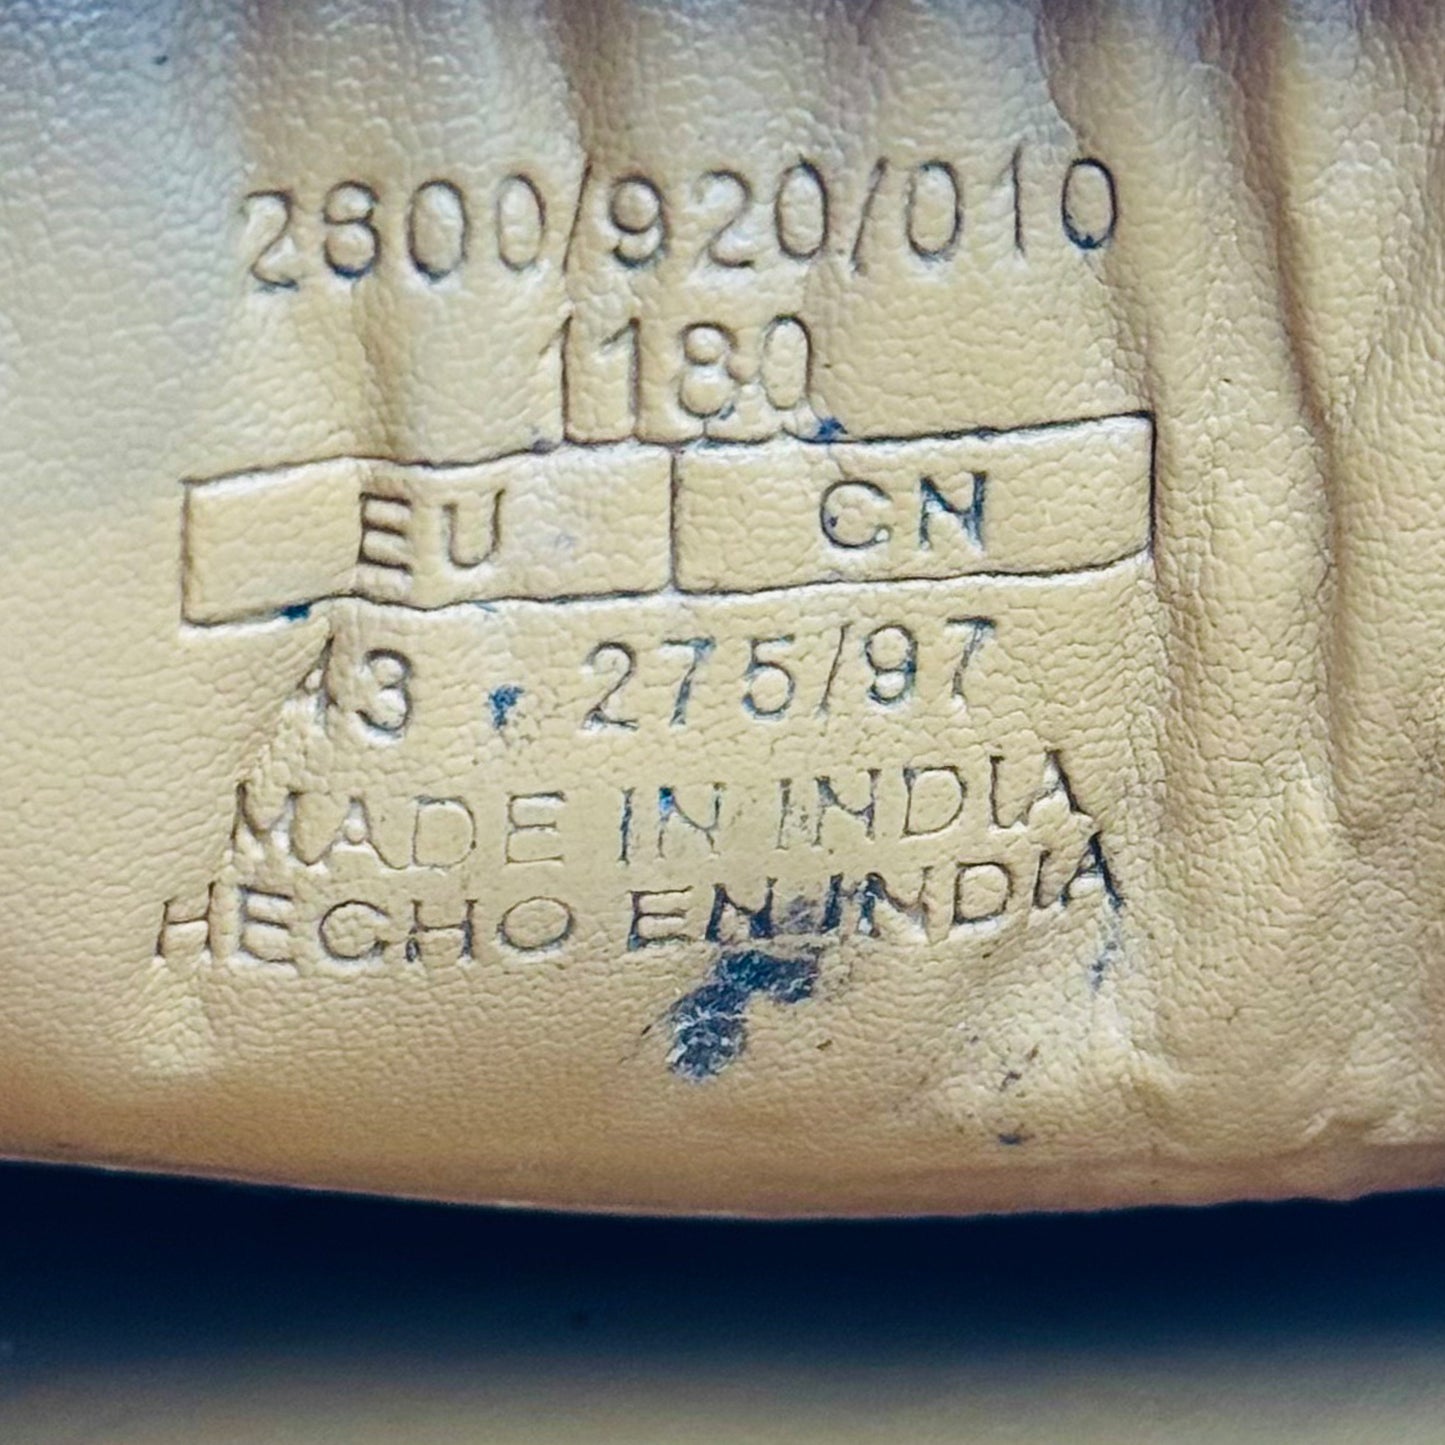 2800/920/010
1180
EU CN
43 275/97
MADE IN INDIA
HECHO EN INDIA